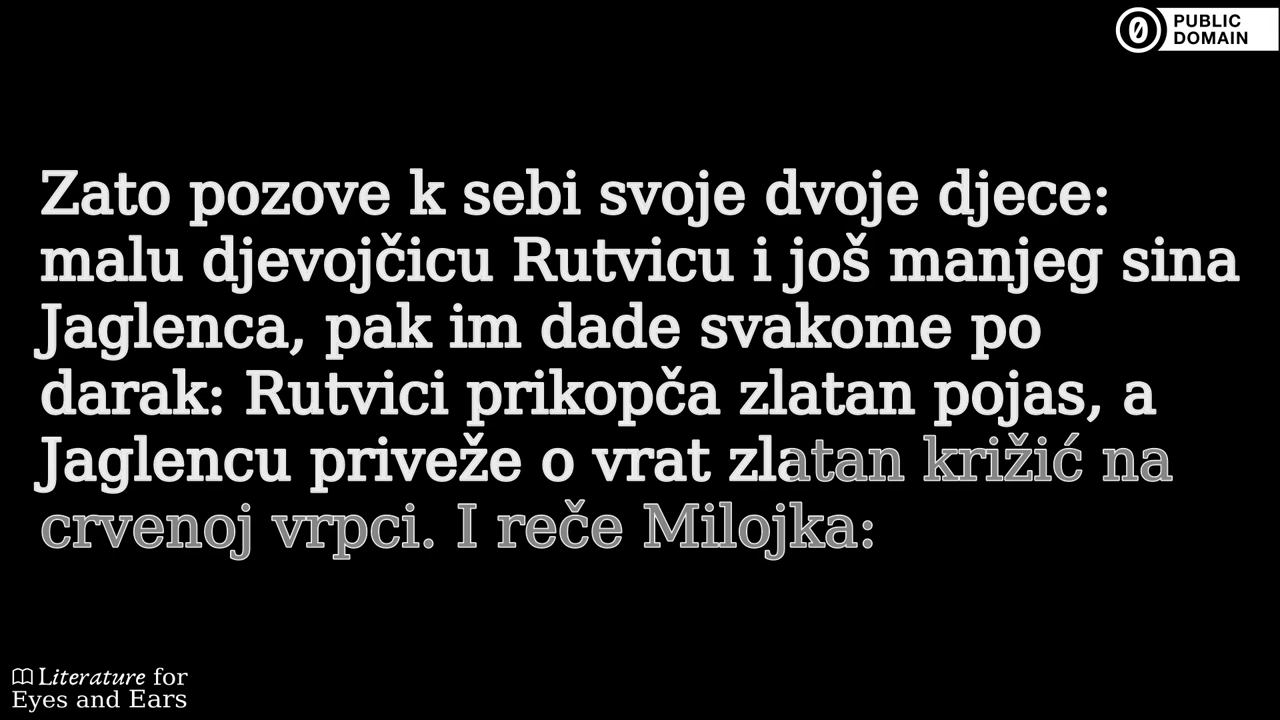 PUBLIC
DOMAIN
Zato pozove k sebi svoje dvoje djece:
malu djevojčicu Rutvicu i još manjeg sina
Jaglenca, pak im dade svakome po
darak: Rutvici prikopča zlatan pojas, a
Jaglencu priveže o vrat zlatan križić na
crvenoj vrpci. I reče Milojka:
Literature for
Eyes and Ears